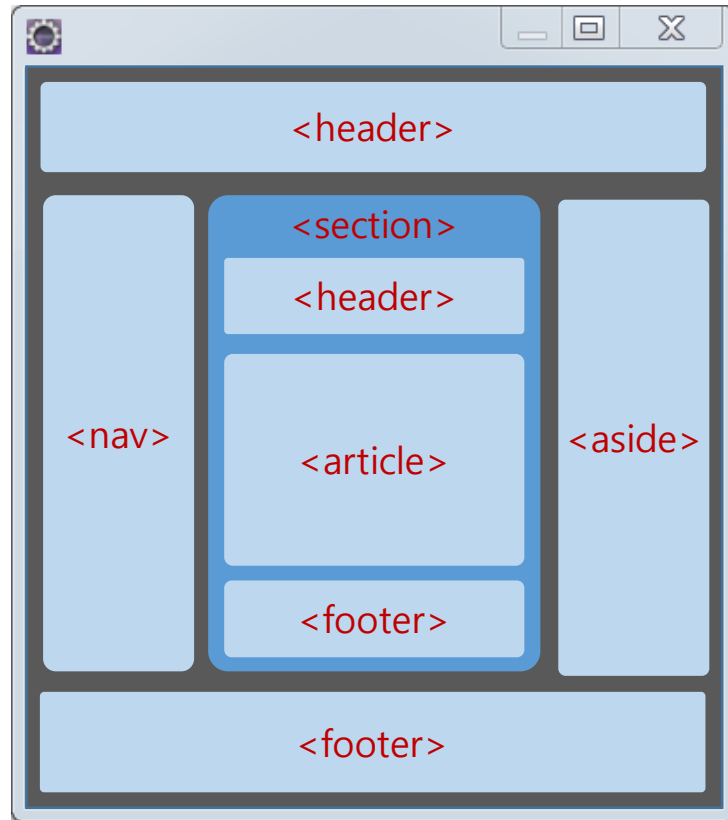 <header>
<section>
<header>
<nav>
<article>
<aside>
<footer>
<footer>